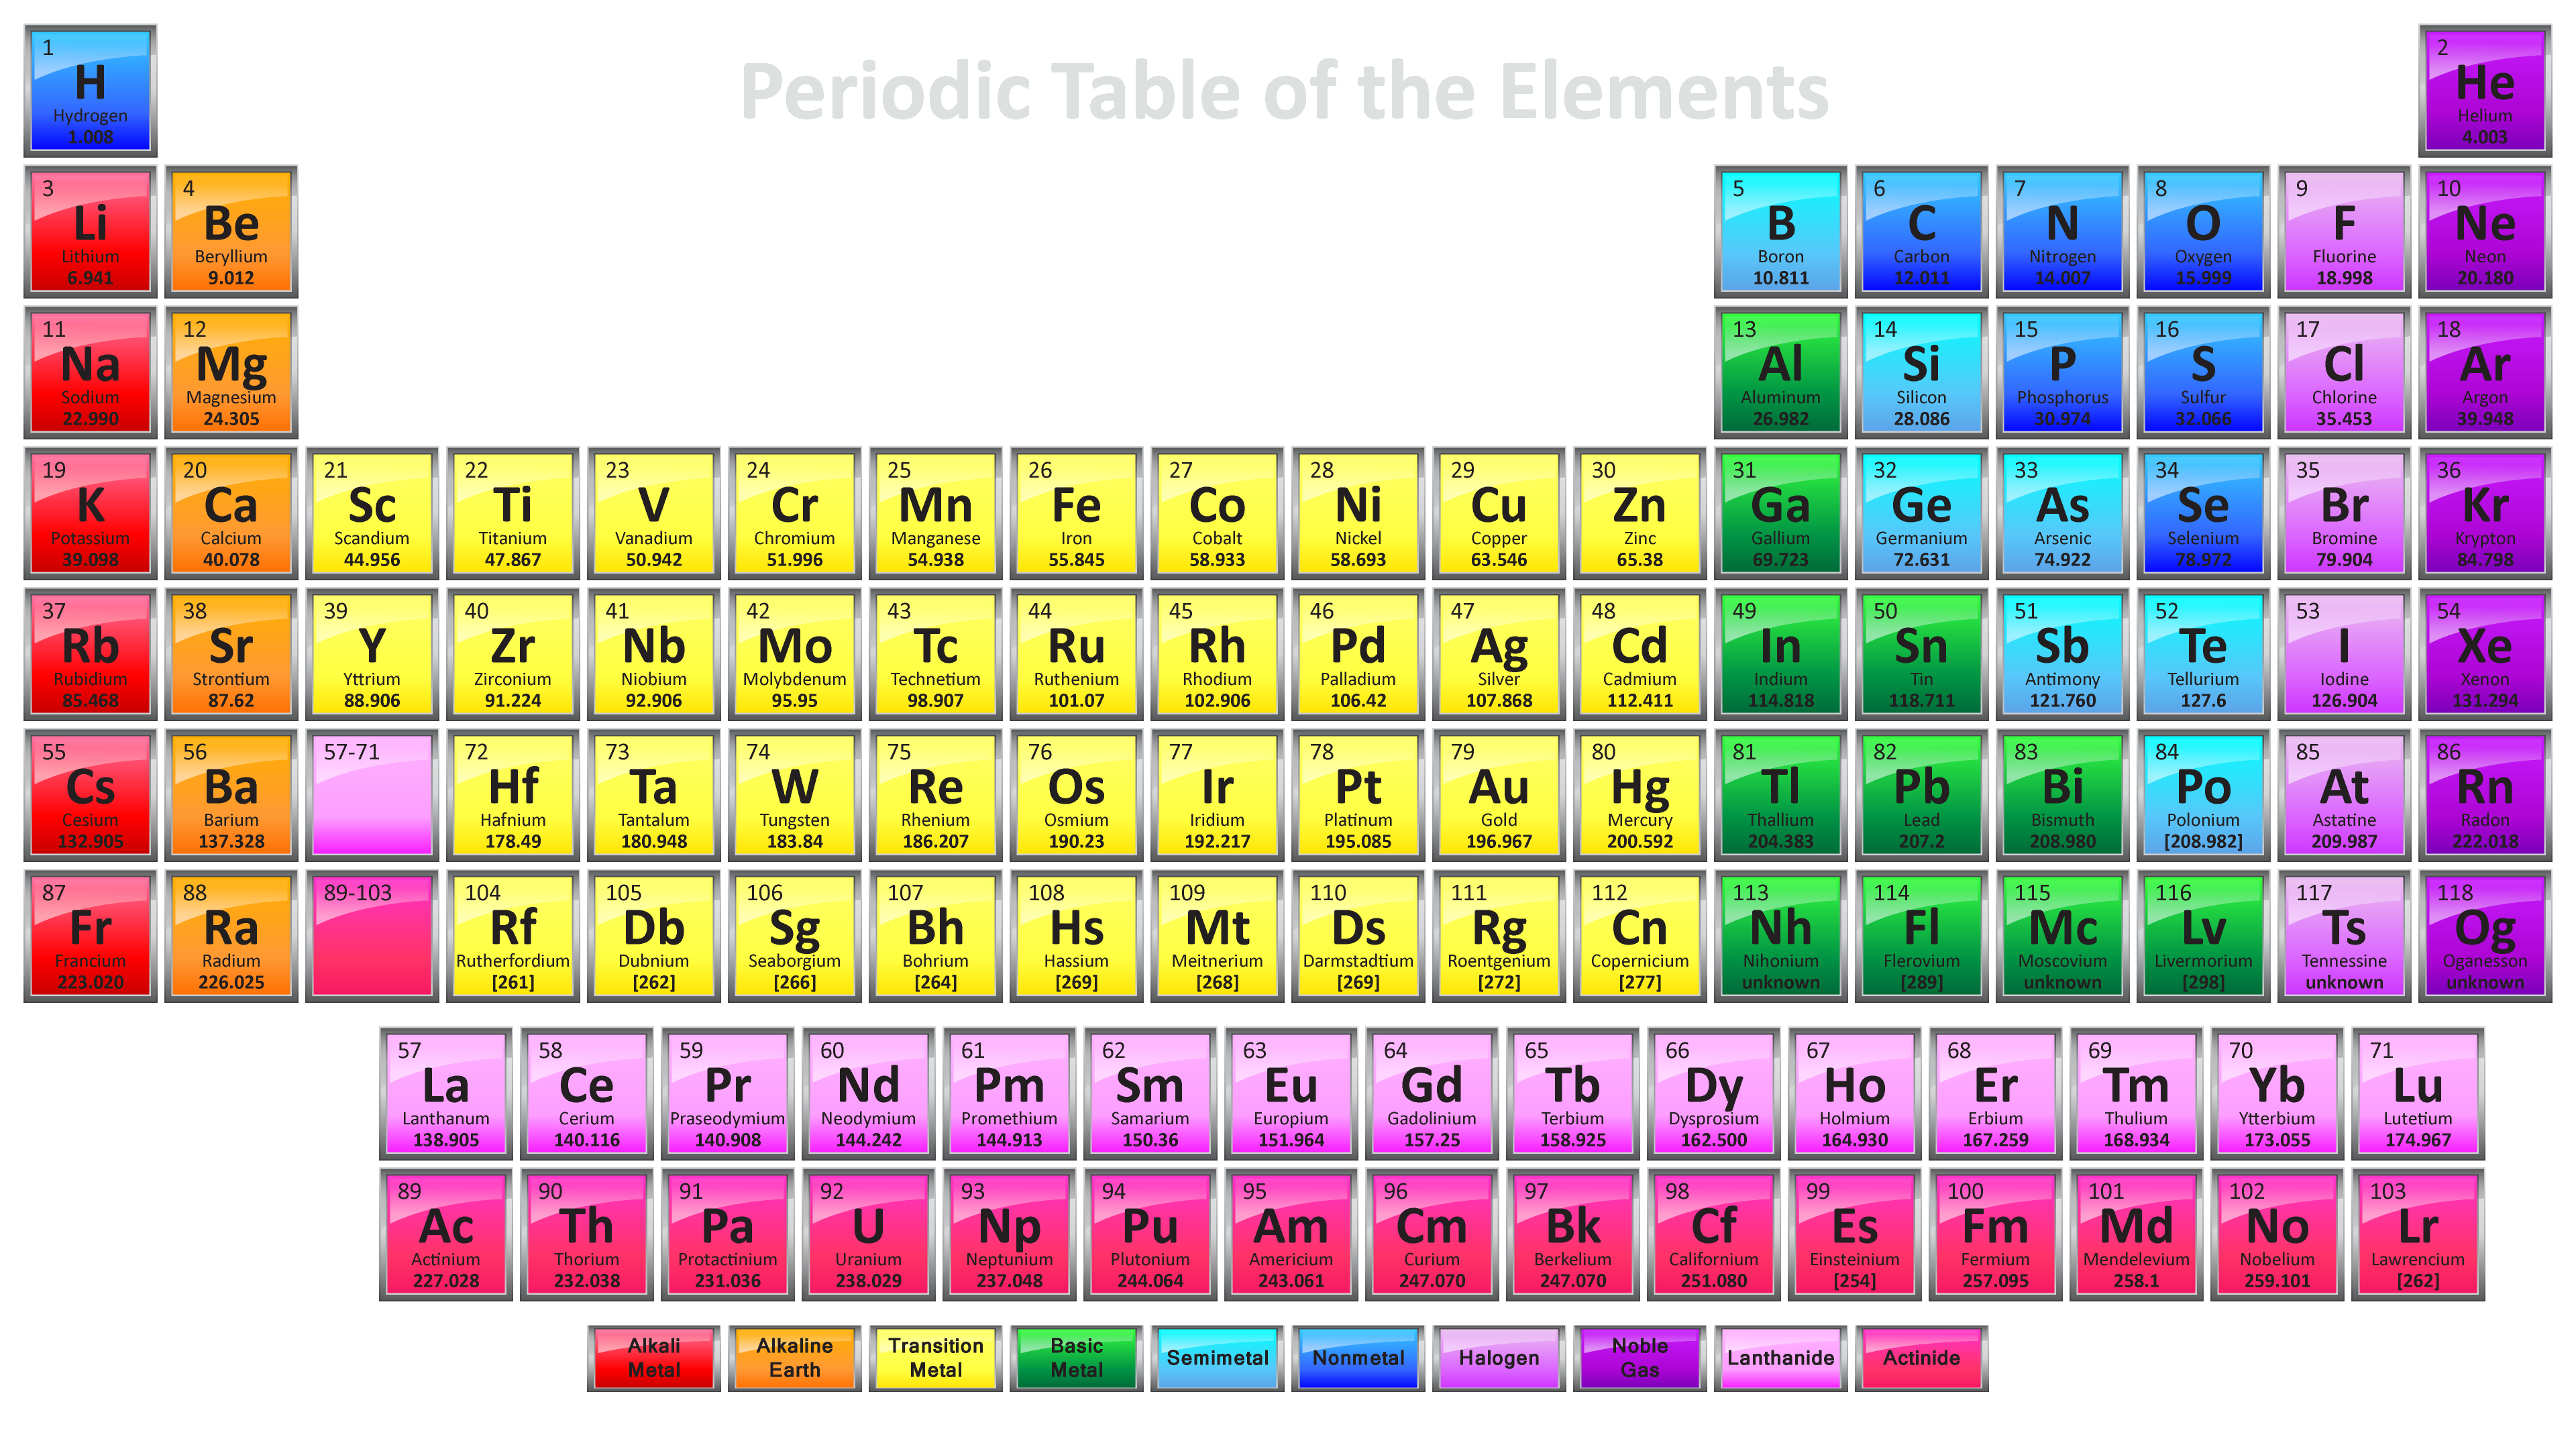 Periodic Table of the Elements
1
H
Hydrogen
1.008
2
He
Helium
4.003
3
Li
Lithium
6.941
4
Be
Beryllium
9.012
5
B
Boron
10.811
6
C
Carbon
12.011
7
N
Nitrogen
14.007
8
O
Oxygen
15.999
9
F
Fluorine
18.998
10
Ne
Neon
20.180
11
Na
Sodium
22.990
12
Mg
Magnesium
24.305
13
Al
Aluminum
26.982
14
Si
Silicon
28.086
15
P
Phosphorus
30.974
16
S
Sulfur
32.066
17
Cl
Chlorine
35.453
18
Ar
Argon
39.948
19
K
Potassium
39.098
20
Ca
Calcium
40.078
21
Sc
Scandium
44.956
22
Ti
Titanium
47.867
23
V
Vanadium
50.942
24
Cr
Chromium
51.996
25
Mn
Manganese
54.938
26
Fe
Iron
55.845
27
Co
Cobalt
58.933
28
Ni
Nickel
58.693
29
Cu
Copper
63.546
30
Zn
Zinc
65.38
31
Ga
Gallium
69.723
32
Ge
Germanium
72.631
33
As
Arsenic
74.922
34
Se
Selenium
78.972
35
Br
Bromine
79.904
36
Kr
Krypton
84.798
37
Rb
Rubidium
85.468
38
Sr
Strontium
87.62
39
Y
Yttrium
88.906
40
Zr
Zirconium
91.224
41
Nb
Niobium
92.906
42
Mo
Molybdenum
95.95
43
Tc
Technetium
98.907
44
Ru
Ruthenium
101.07
45
Rh
Rhodium
102.906
46
Pd
Palladium
106.42
47
Ag
Silver
107.868
48
Cd
Cadmium
112.411
49
In
Indium
114.818
50
Sn
Tin
118.711
51
Sb
Antimony
121.760
52
Te
Tellurium
127.6
53
I
Iodine
126.904
54
Xe
Xenon
131.294
55
Cs
Cesium
132.905
56
Ba
Barium
137.328
57-71
72
Hf
Hafnium
178.49
73
Ta
Tantalum
180.948
74
W
Tungsten
183.84
75
Re
Rhenium
186.207
76
Os
Osmium
190.23
77
Ir
Iridium
192.217
78
Pt
Platinum
195.085
79
Au
Gold
196.967
80
Hg
Mercury
200.592
81
Tl
Thallium
204.383
82
Pb
Lead
207.2
83
Bi
Bismuth
208.980
84
Po
Polonium
[208.982]
85
At
Astatine
209.987
86
Rn
Radon
222.018
87
Fr
Francium
223.020
88
Ra
Radium
226.025
89-103
104
Rf
Rutherfordium
[261]
105
Db
Dubnium
[262]
106
Sg
Seaborgium
[266]
107
Bh
Bohrium
[264]
108
Hs
Hassium
[269]
109
Mt
Meitnerium
[268]
110
Ds
Darmstadtium
[269]
111
Rg
Roentgenium
[272]
112
Cn
Copernicium
[277]
113
Nh
Nihonium
unknown
114
Fl
Flerovium
[289]
115
Mc
Moscovium
unknown
116
Lv
Livermorium
[298]
117
Ts
Tennessine
unknown
118
Og
Oganesson
unknown
57
La
Lanthanum
138.905
58
Ce
Cerium
140.116
59
Pr
Praseodymium
140.908
60
Nd
Neodymium
144.242
61
Pm
Promethium
144.913
62
Sm
Samarium
150.36
63
Eu
Europium
151.964
64
Gd
Gadolinium
157.25
65
Tb
Terbium
158.925
66
Dy
Dysprosium
162.500
67
Ho
Holmium
164.930
68
Er
Erbium
167.259
69
Tm
Thulium
168.934
70
Yb
Ytterbium
173.055
71
Lu
Lutetium
174.967
89
Ac
Actinium
227.028
90
Th
Thorium
232.038
91
Pa
Protactinium
231.036
92
U
Uranium
238.029
93
Np
Neptunium
237.048
94
Pu
Plutonium
244.064
95
Am
Americium
243.061
96
Cm
Curium
247.070
97
Bk
Berkelium
247.070
98
Cf
Californium
251.080
99
Es
Einsteinium
[254]
100
Fm
Fermium
257.095
101
Md
Mendelevium
258.1
102
No
Nobelium
259.101
103
Lr
Lawrencium
[262]
Alkali
Metal
Alkaline
Earth
Transition
Metal
Basic
Metal
Semimetal
Nonmetal
Halogen
Noble
Gas
Lanthanide
Actinide